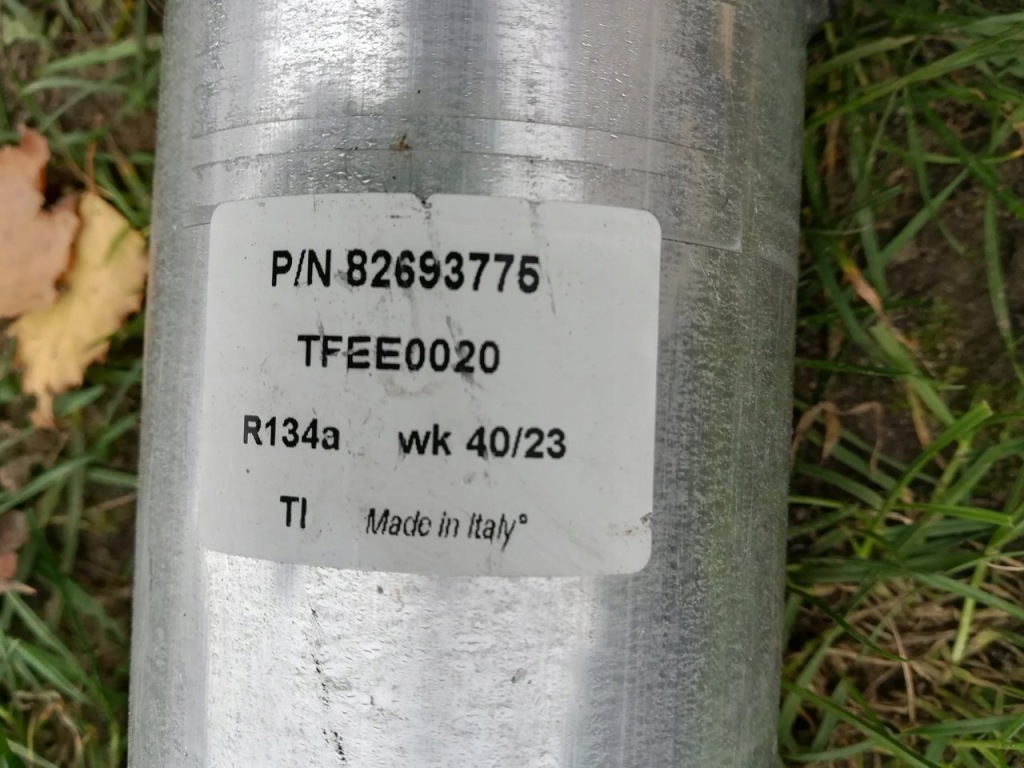 P/N 82693775
TFEE0020
R134a wk 40/23
TI Made in Italy°